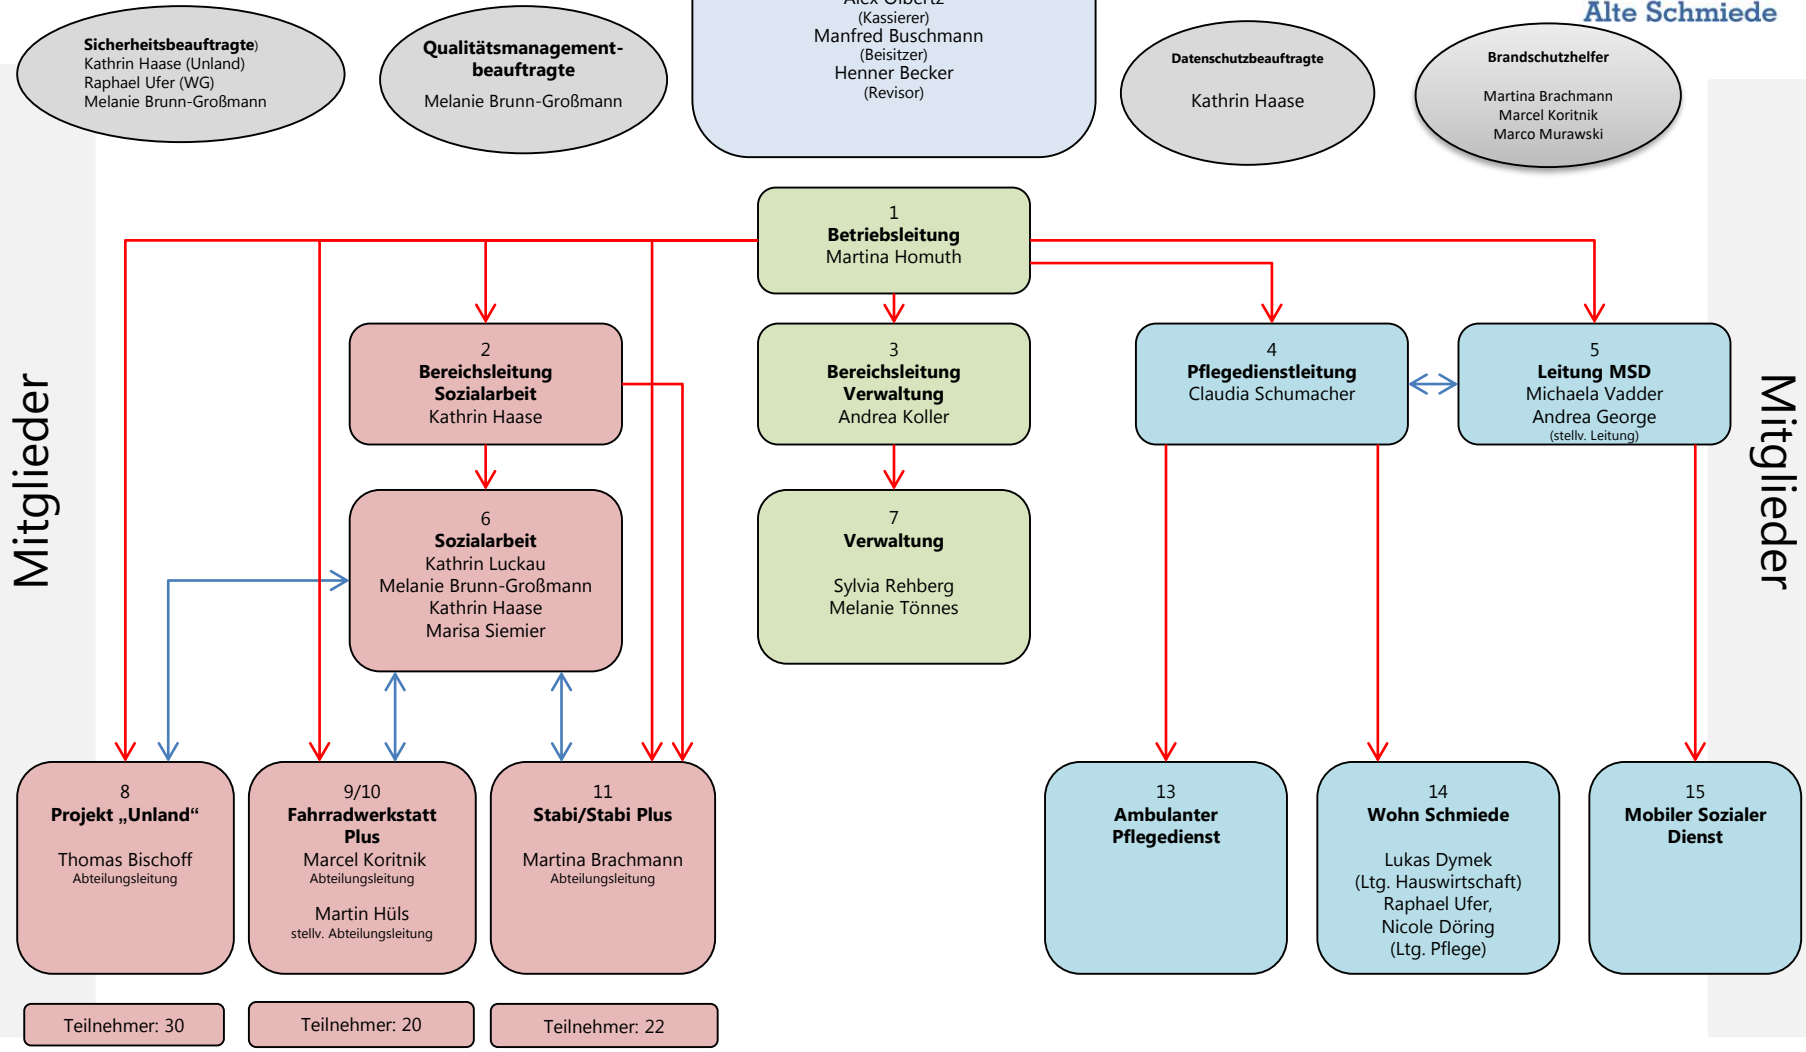 Alex Olbertz
(Kassierer)
Manfred Buschmann
(Beisitzer)
Henner Becker
(Revisor)
Alte Schmiede
Sicherheitsbeauftragte)
Kathrin Haase (Unland)
Raphael Ufer (WG)
Melanie Brunn-Großmann
Qualitätsmanagement-
beauftragte
Melanie Brunn-Großmann
Datenschutzbeauftragte
Kathrin Haase
Brandschutzhelfer
Martina Brachmann
Marcel Koritnik
Marco Murawski
Mitglieder
Mitglieder
1
Betriebsleitung
Martina Homuth
2
Bereichsleitung
Sozialarbeit
Kathrin Haase
3
Bereichsleitung
Verwaltung
Andrea Koller
4
Pflegedienstleitung
Claudia Schumacher
5
Leitung MSD
Michaela Vadder
Andrea George
(stellv. Leitung)
6
Sozialarbeit
Kathrin Luckau
Melanie Brunn-Großmann
Kathrin Haase
Marisa Siemier
7
Verwaltung
Sylvia Rehberg
Melanie Tönnes
8
Projekt „Unland“
Thomas Bischoff
Abteilungsleitung
9/10
Fahrradwerkstatt
Plus
Marcel Koritnik
Abteilungsleitung
Martin Hüls
stellv. Abteilungsleitung
11
Stabi/Stabi Plus
Martina Brachmann
Abteilungsleitung
13
Ambulanter
Pflegedienst
14
Wohn Schmiede
Lukas Dymek
(Ltg. Hauswirtschaft)
Raphael Ufer,
Nicole Döring
(Ltg. Pflege)
15
Mobiler Sozialer
Dienst
Teilnehmer: 30
Teilnehmer: 20
Teilnehmer: 22